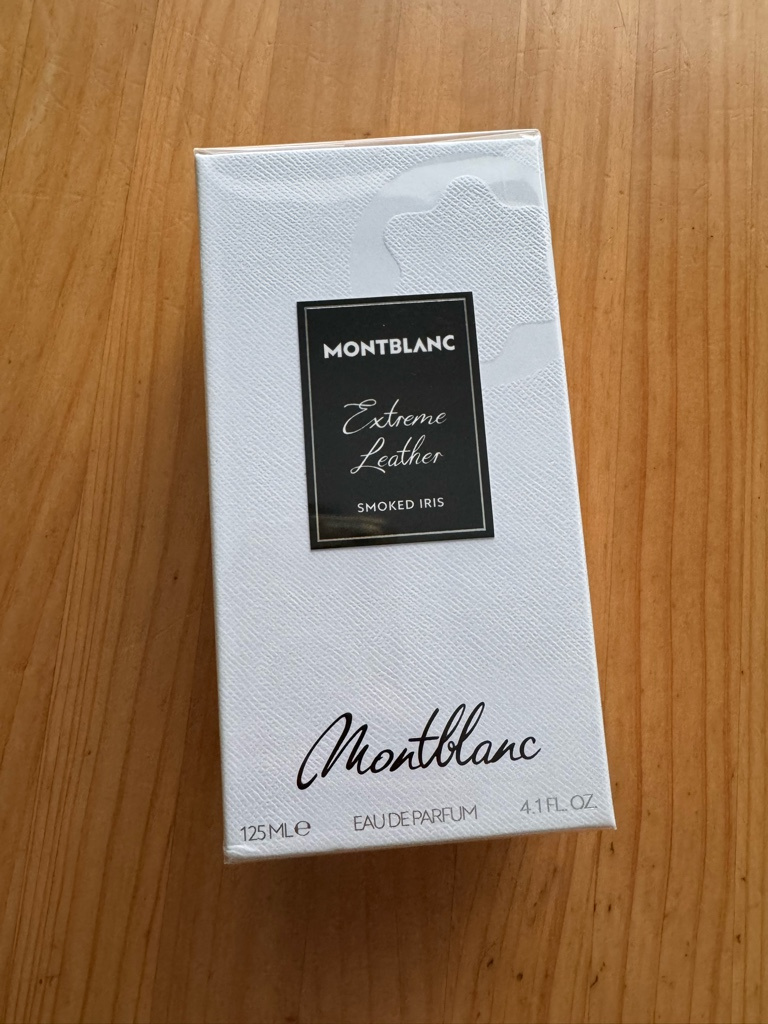 MONTBLANC
Extreme
Leather
SMOKED IRIS
Montblanc
125 ML ℮ EAU DE PARFUM 4.1 FL. OZ.